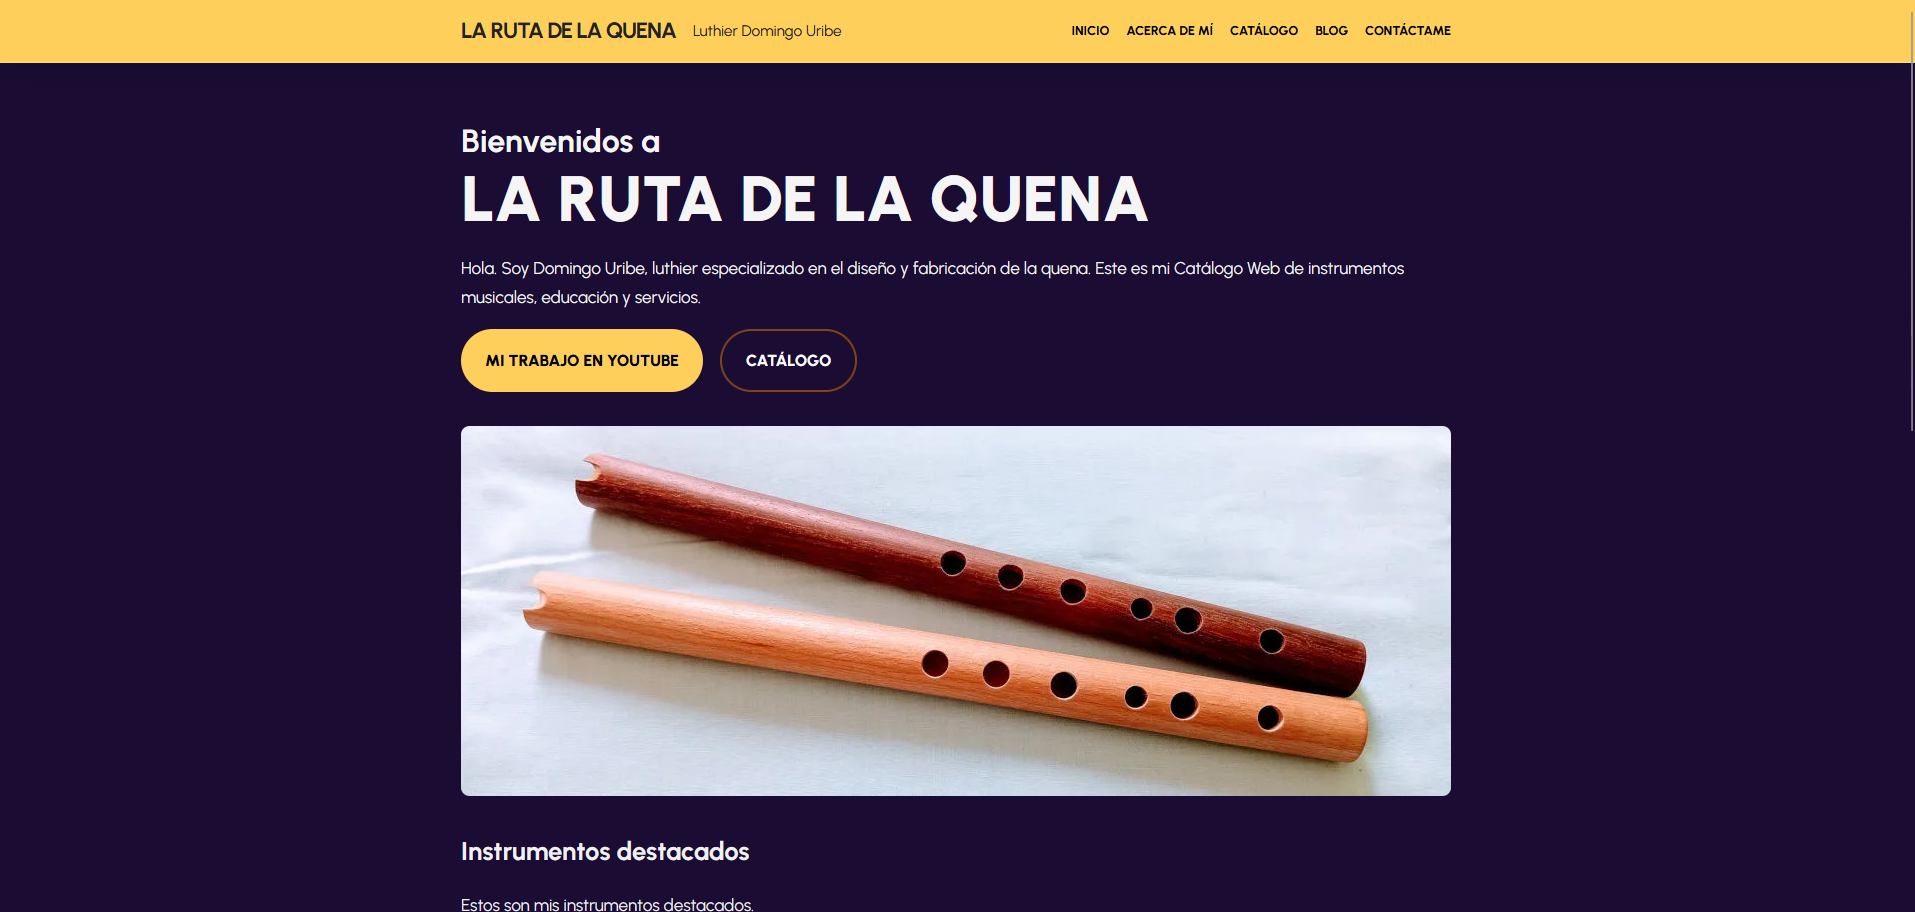 LA RUTA DE LA QUENA Luthier Domingo Uribe INICIO ACERCA DE MÍ CATÁLOGO BLOG CONTÁCTAME
Bienvenidos a
LA RUTA DE LA QUENA
Hola. Soy Domingo Uribe, luthier especializado en el diseño y fabricación de la quena. Este es mi Catálogo Web de instrumentos
musicales, educación y servicios.
MI TRABAJO EN YOUTUBE CATÁLOGO
Instrumentos destacados
Estos son mis instrumentos destacados.